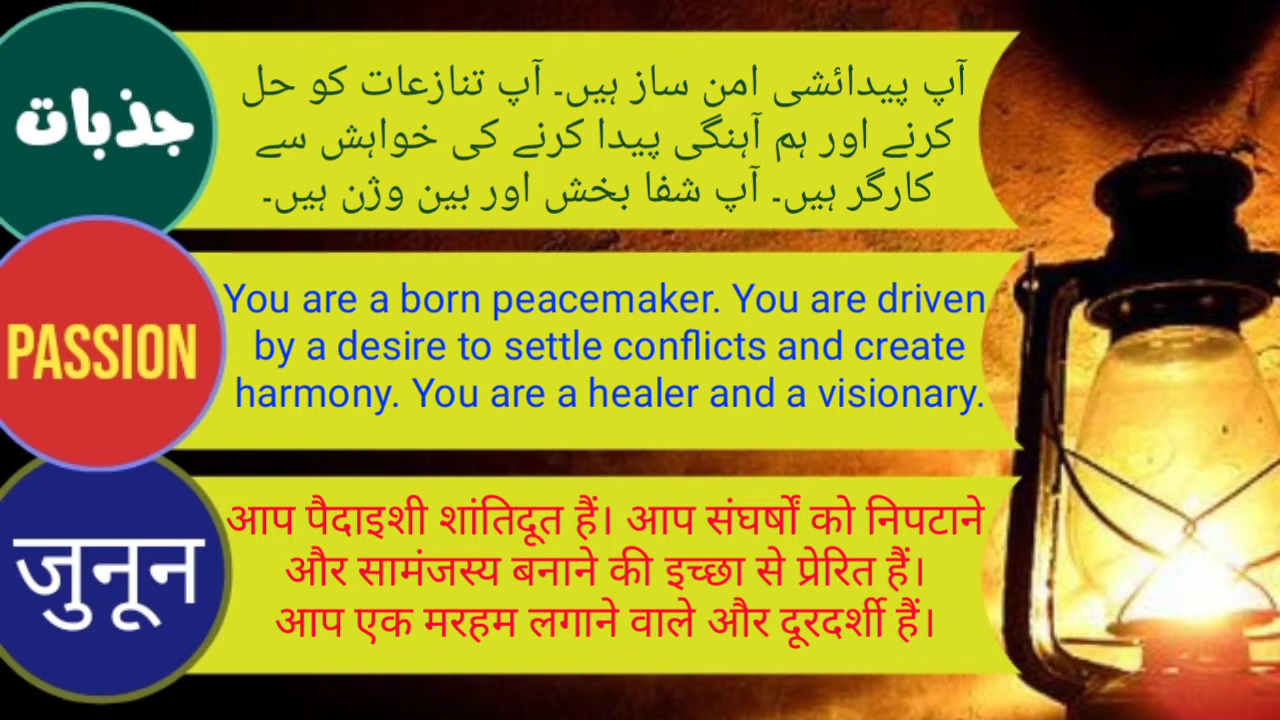 جذبات
آپ پیدائشی امن ساز ہیں۔ آپ تنازعات کو حل
کرنے اور ہم آہنگی پیدا کرنے کی خواہش سے
کارگر ہیں۔ آپ شفا بخش اور بین وژن ہیں۔
PASSION
You are a born peacemaker. You are driven
by a desire to settle conflicts and create
harmony. You are a healer and a visionary.
जुनून
आप पैदाइशी शांतिदूत हैं। आप संघर्षों को निपटाने
और सामंजस्य बनाने की इच्छा से प्रेरित हैं।
आप एक मरहम लगाने वाले और दूरदर्शी हैं।